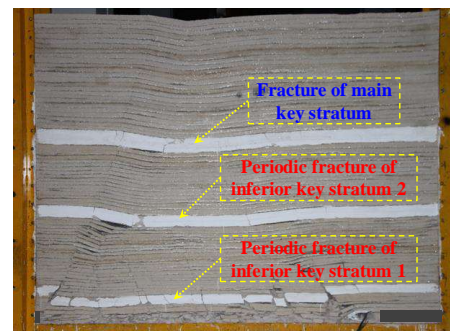 Fracture of main
key stratum
Periodic fracture of
inferior key stratum 2
Periodic fracture of
inferior key stratum 1